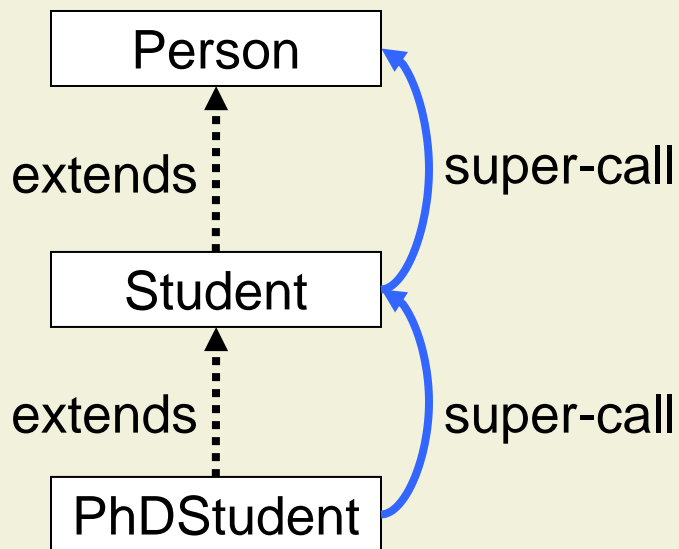 Person
extends
super-call
Student
extends
super-call
PhDStudent